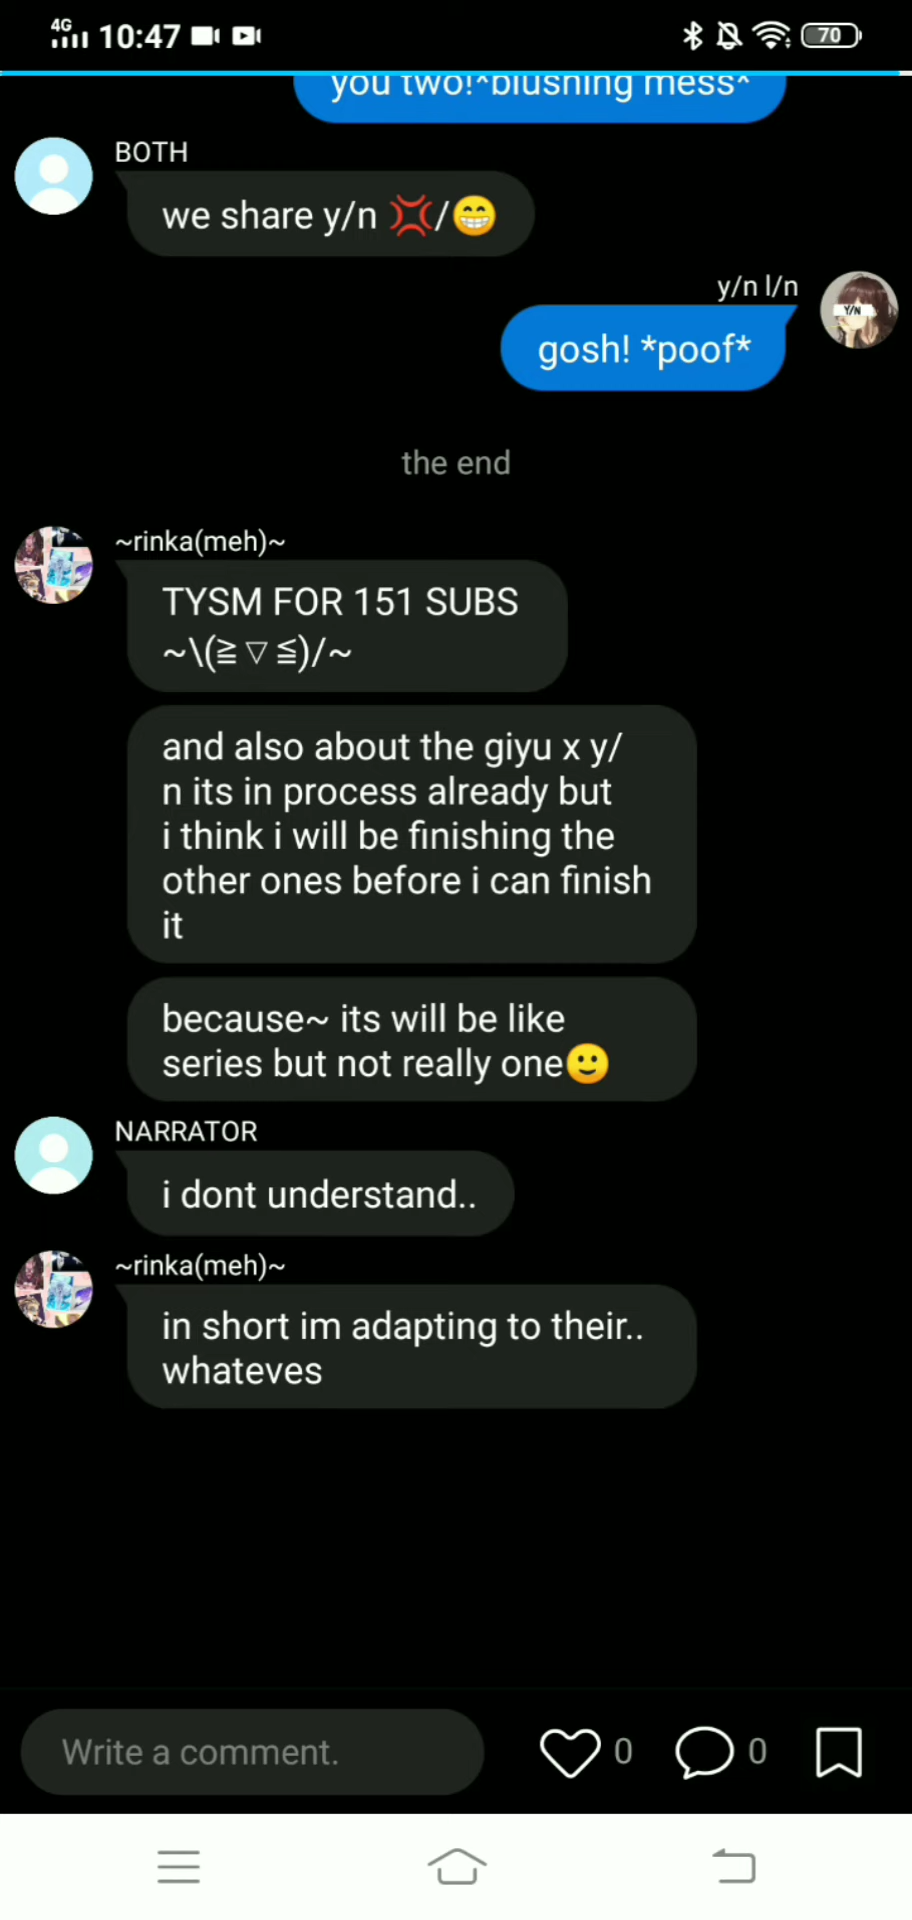 4G
10:47
70
you two!*blushing mess*
BOTH
we share y/n 💢/😁
y/n l/n
Y/N
gosh! *poof*
the end
~rinka(meh)~
TYSM FOR 151 SUBS
~\(≧▽≦)/~
and also about the giyu x y/
n its in process already but
i think i will be finishing the
other ones before i can finish
it
because~ its will be like
series but not really one🙂
NARRATOR
i dont understand..
~rinka(meh)~
in short im adapting to their..
whateves
Write a comment.
0
0